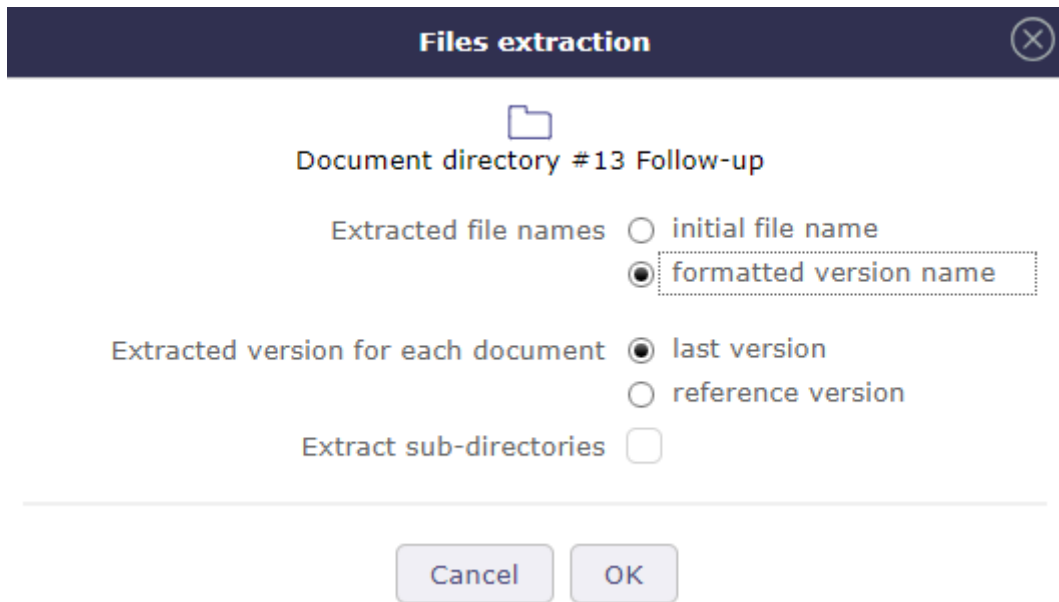 Files extraction
Document directory #13 Follow-up
Extracted file names initial file name
formatted version name
Extracted version for each document last version
reference version
Extract sub-directories
Cancel OK